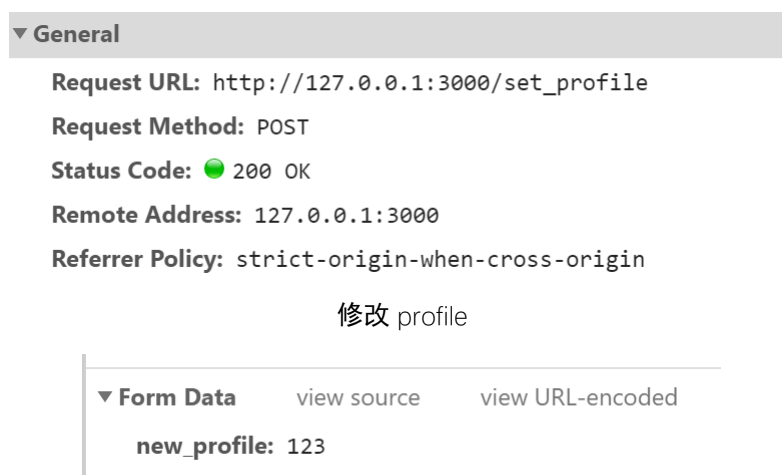 General
Request URL: http://127.0.0.1:3000/set_profile
Request Method: POST
Status Code: 200 OK
Remote Address: 127.0.0.1:3000
Referrer Policy: strict-origin-when-cross-origin
修改 profile
Form Data view source view URL-encoded
new_profile: 123